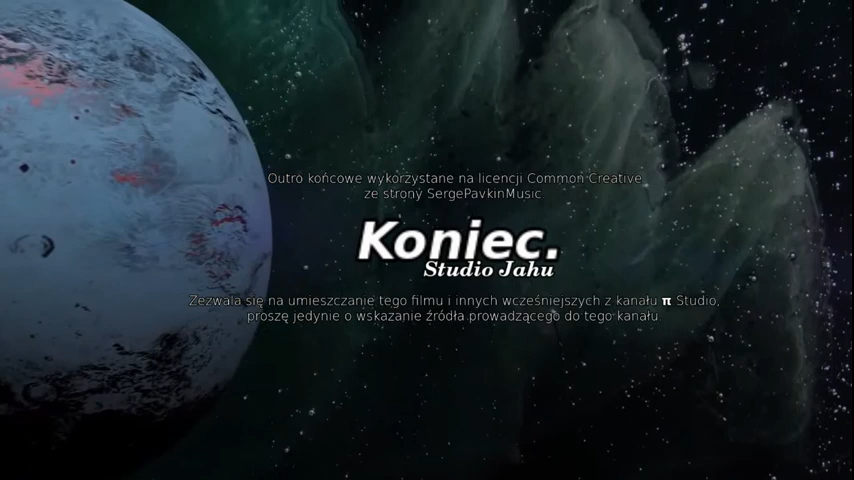 Outro końcowe wykorzystane na licencji Common Creative
ze strony SergePavkinMusic.
Koniec.
Studio Jahu
Zezwala się na umieszczanie tego filmu i innych wcześniejszych z kanału π Studio,
proszę jedynie o wskazanie źródła prowadzącego do tego kanału